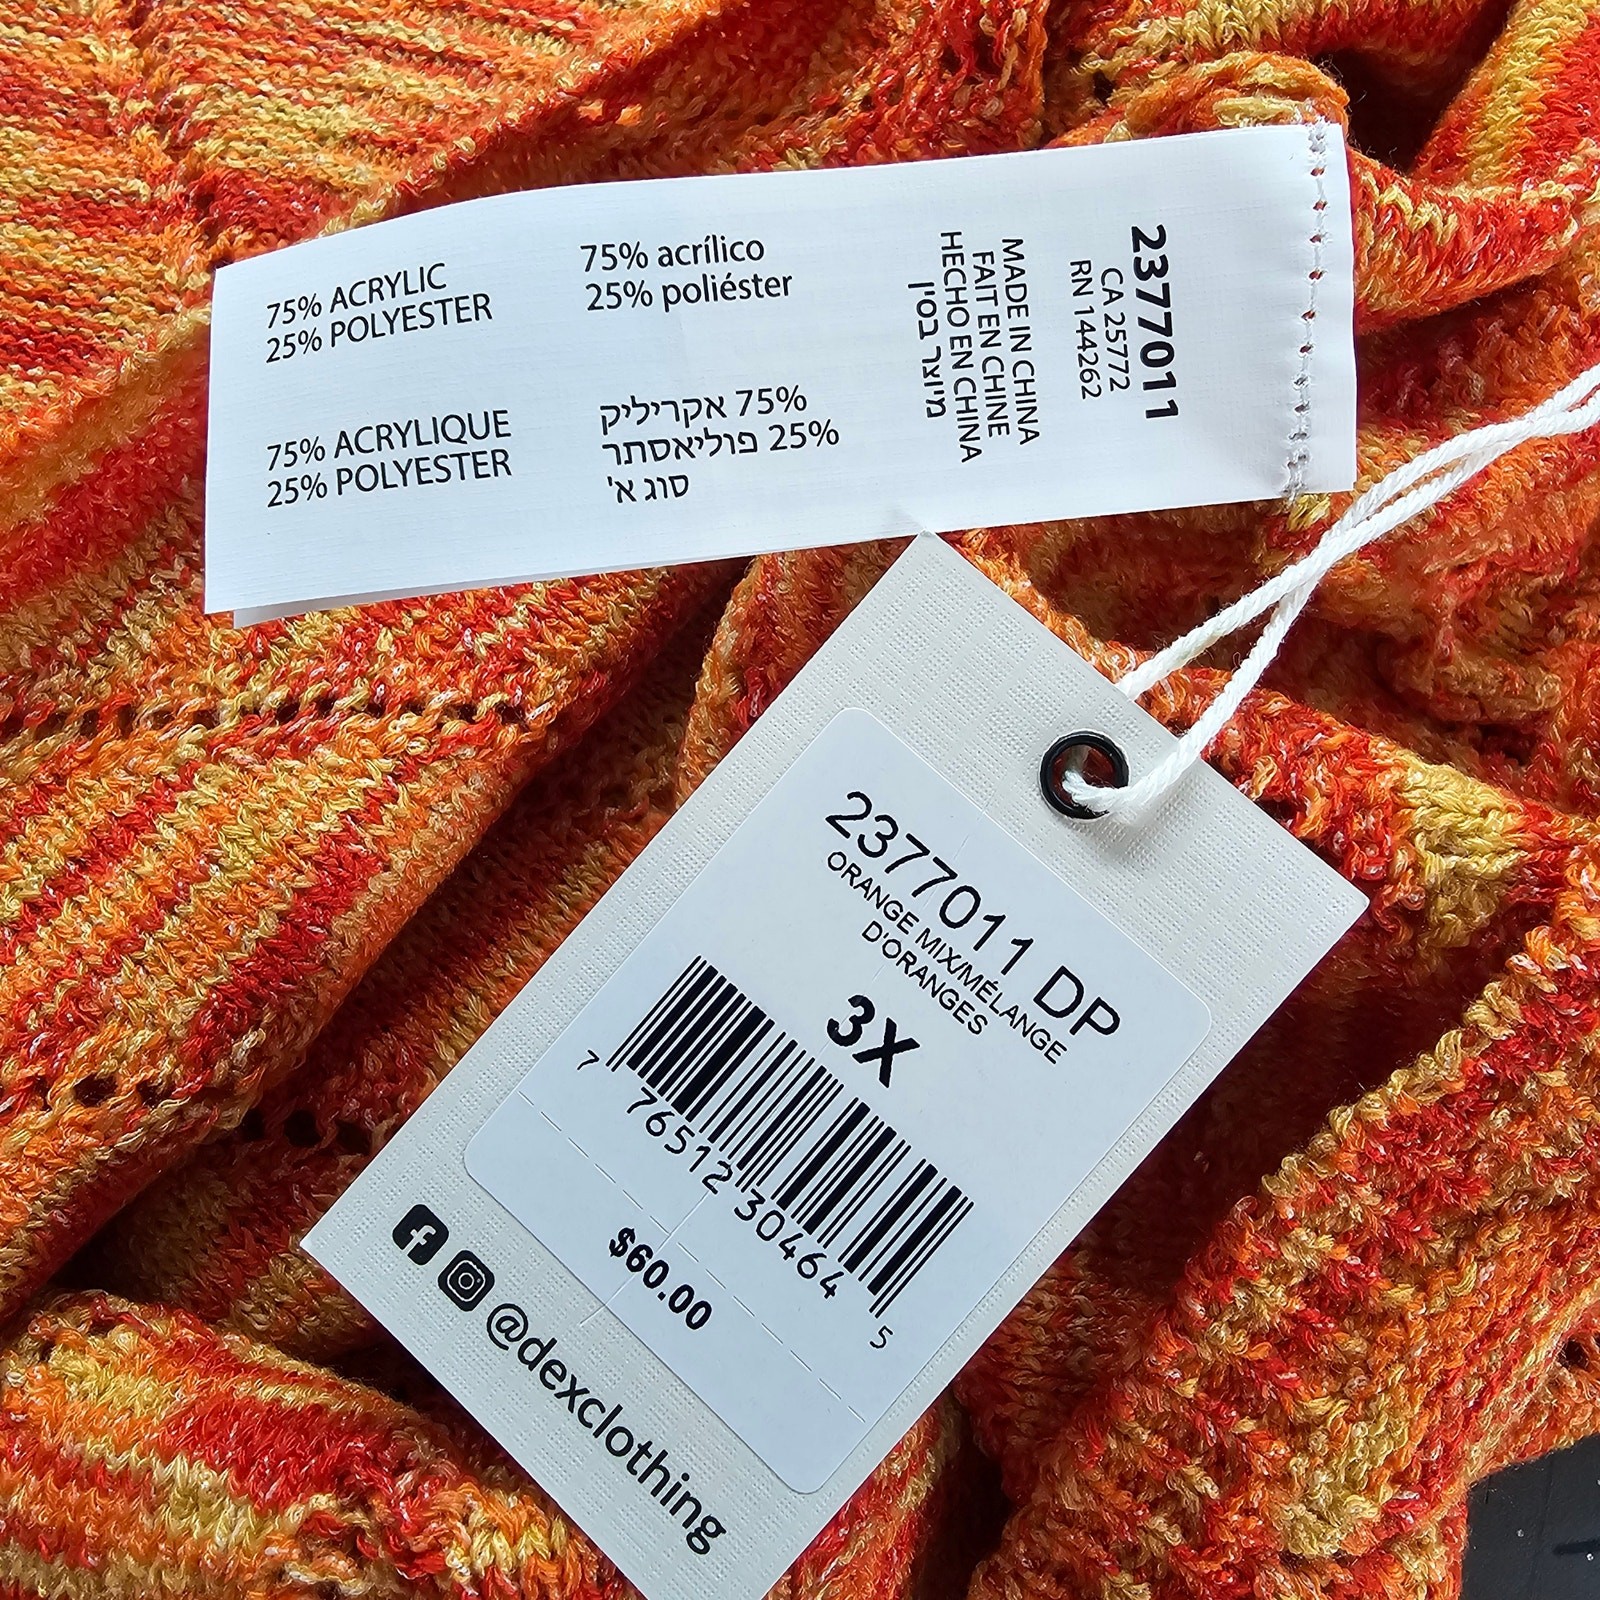 75% ACRYLIC
25% POLYESTER
75% ACRYLIQUE
25% POLYESTER
75% acrílico
25% poliéster
75% אקריליק
25% פוליאסתר
סוג א'
2377011
CA 25772
RN 144262
MADE IN CHINA
FAIT EN CHINE
HECHO EN CHINA
מיוצר בסין
2377011 DP
ORANGE MIX/MÉLANGE
D'ORANGES
3X
7 76512 30464 5
$60.00
@dexclothing